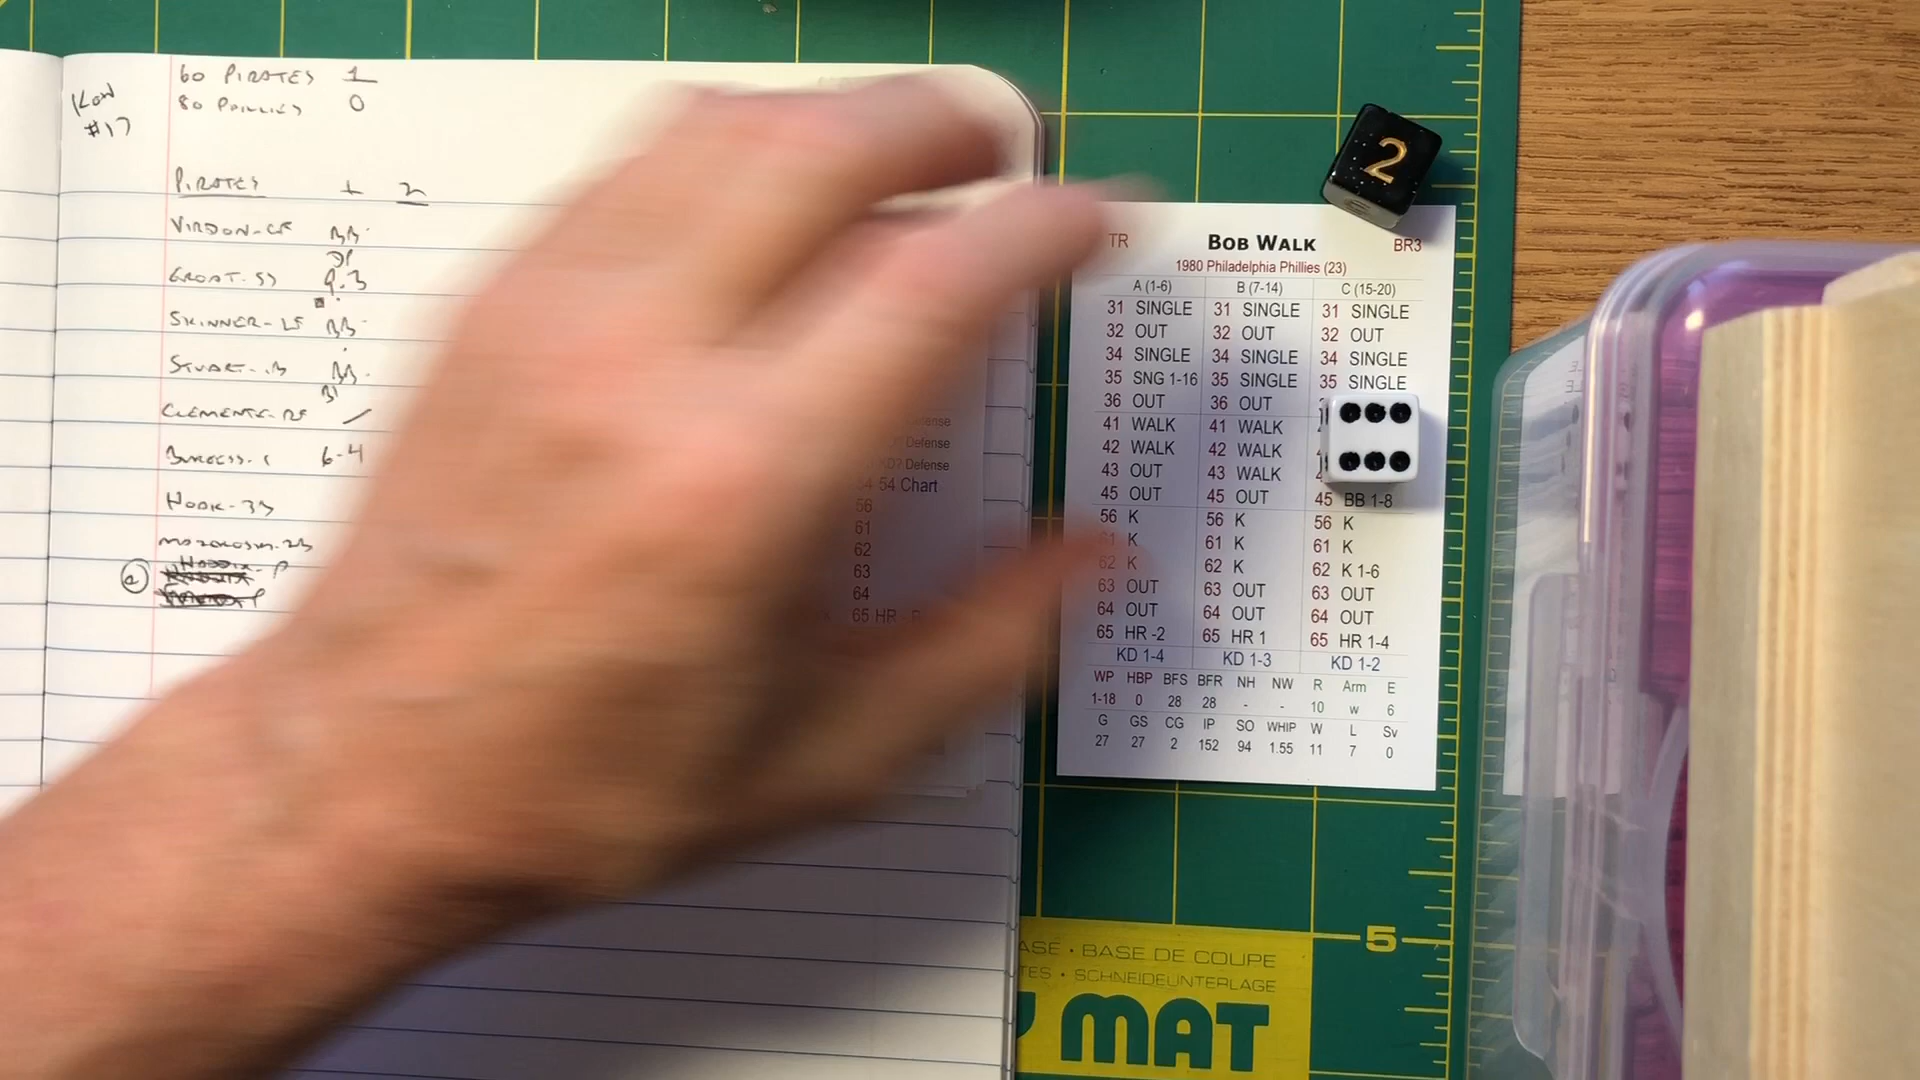 60 PIRATES 1
80 PHILLIES 0
#17
PIRATES 1 2
VIRDON-CF BB
DP
GROAT-SS 9-3
SKINNER-LF BB
STUART-1B BB
CLEMENTE-RF
BURGESS-C 6-4
HOAK-3B
MAZEROSKI-2B
HADDIX-P
2
Defense
Defense
KD? Defense
54 54 Chart
56
61
62
63
64
65 HR -
TR BOB WALK BR3
1980 Philadelphia Phillies (23)
A (1-6) B (7-14) C (15-20)
31 SINGLE 31 SINGLE 31 SINGLE
32 OUT 32 OUT 32 OUT
34 SINGLE 34 SINGLE 34 SINGLE
35 SNG 1-16 35 SINGLE 35 SINGLE
36 OUT 36 OUT
41 WALK 41 WALK
42 WALK 42 WALK
43 OUT 43 WALK
45 OUT 45 OUT 45 BB 1-8
56 K 56 K 56 K
61 K 61 K 61 K
62 K 62 K 62 K 1-6
63 OUT 63 OUT 63 OUT
64 OUT 64 OUT 64 OUT
65 HR -2 65 HR 1 65 HR 1-4
KD 1-4 KD 1-3 KD 1-2
WP HBP BFS BFR NH NW R Arm E
1-18 0 28 28 - - 10 w 6
G GS CG IP SO WHIP W L Sv
27 27 2 152 94 1.55 11 7 0
5
BASE DE COUPE
SCHNEIDEUNTERLAGE
MAT